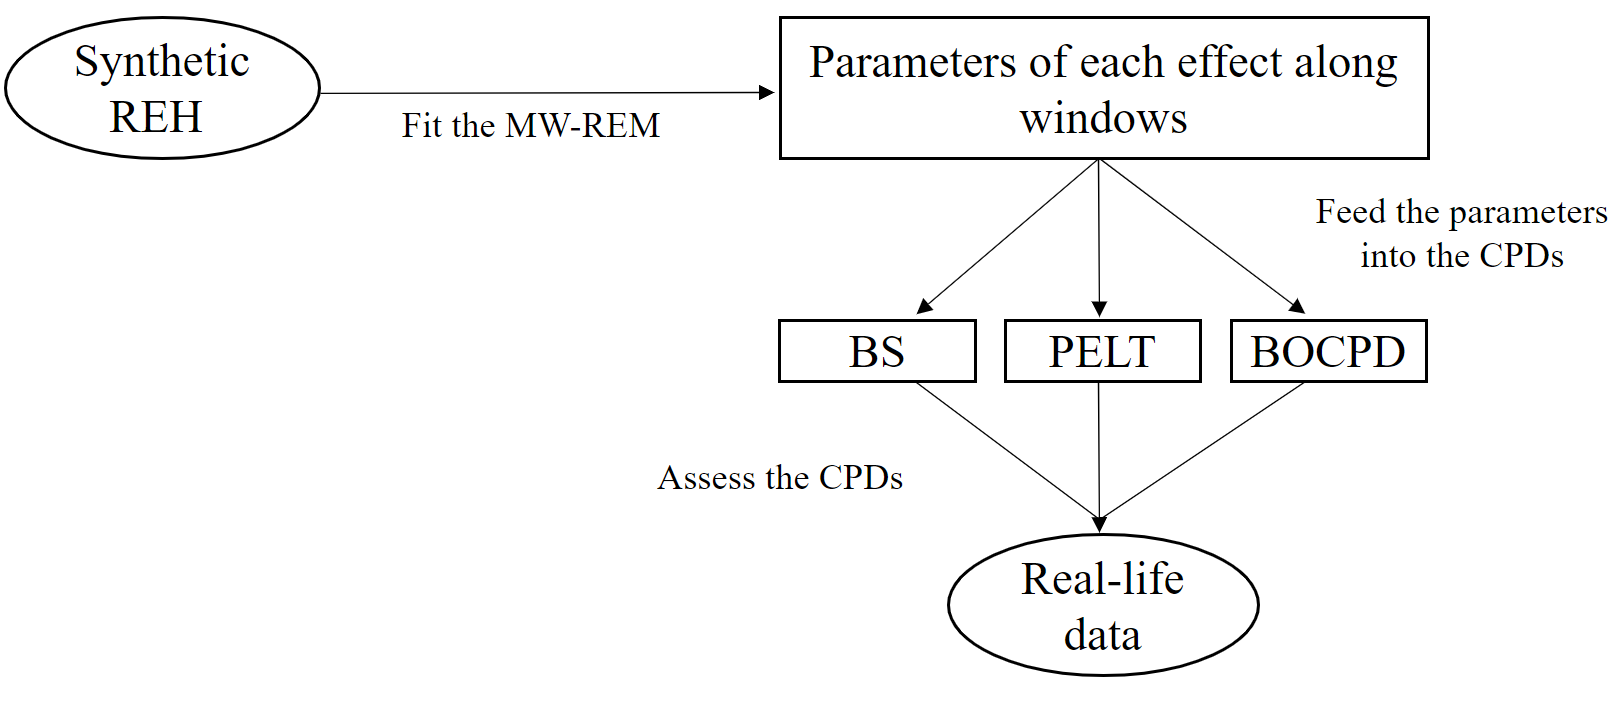 Synthetic
REH
Fit the MW-REM
Parameters of each effect along
windows
Feed the parameters
into the CPDs
BS
PELT
BOCPD
Assess the CPDs
Real-life
data